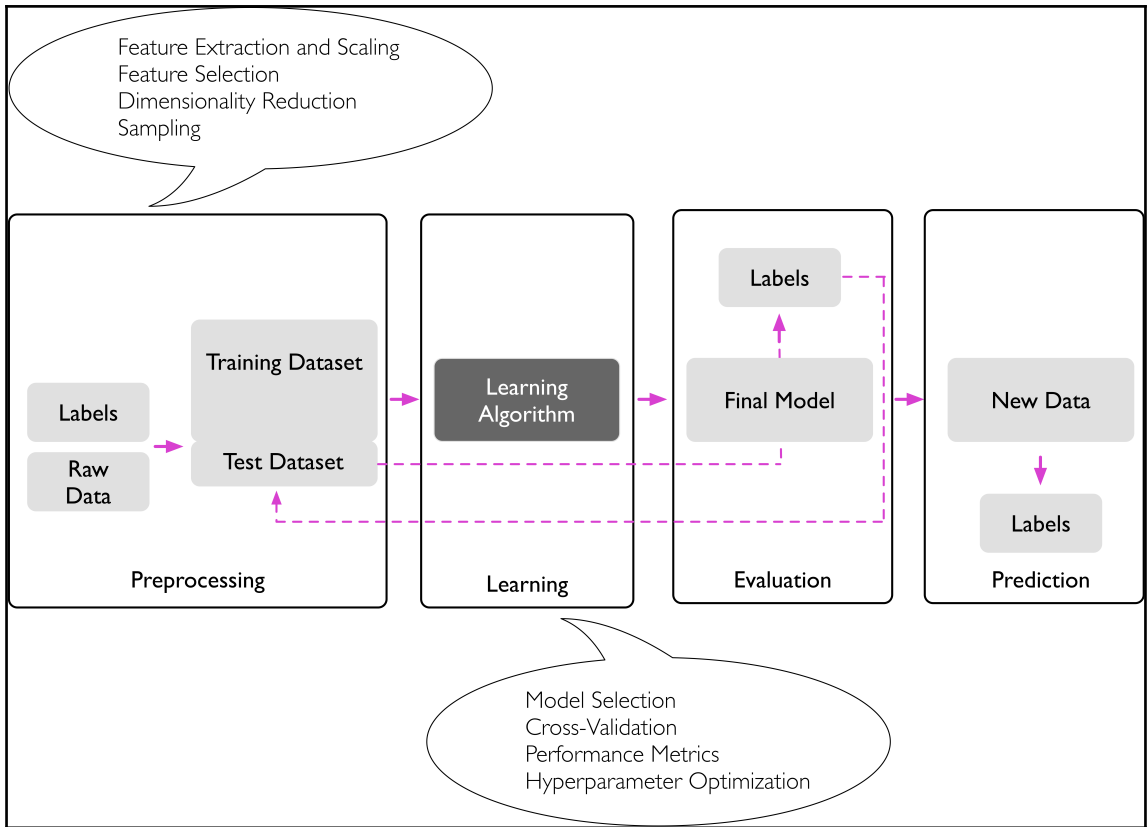 Feature Extraction and Scaling
Feature Selection
Dimensionality Reduction
Sampling
Labels
Raw
Data
Training Dataset
Test Dataset
Preprocessing
Learning
Algorithm
Learning
Labels
Final Model
Evaluation
New Data
Labels
Prediction
Model Selection
Cross-Validation
Performance Metrics
Hyperparameter Optimization